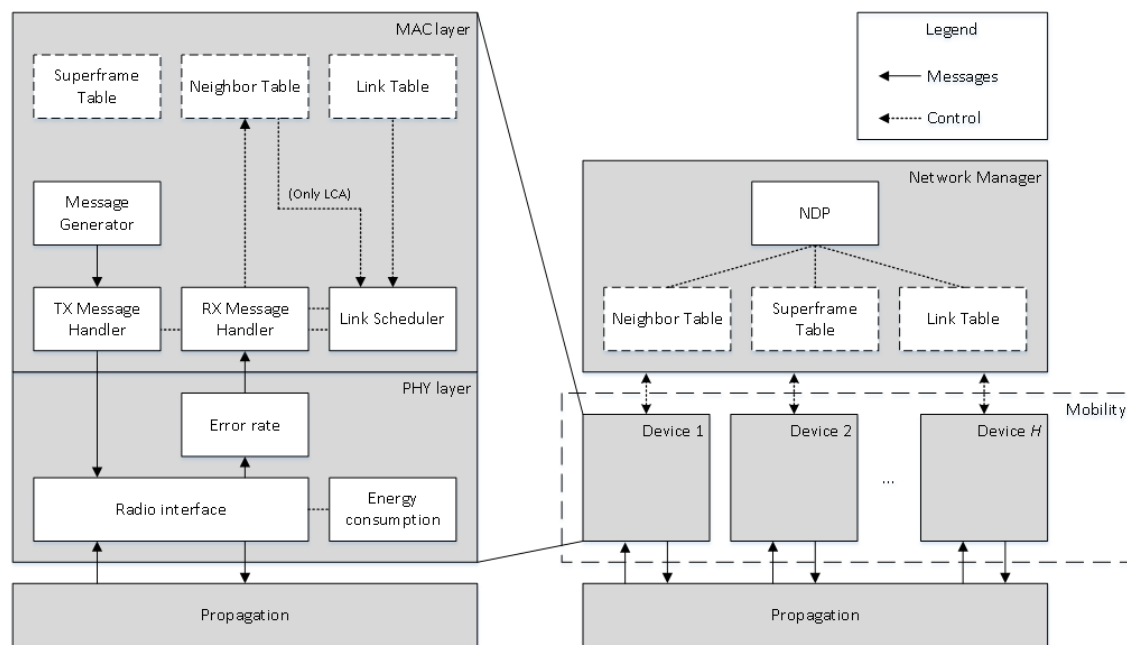 MAC layer
Superframe
Table
Neighbor Table
Link Table
(Only LCA)
Message
Generator
TX Message
Handler
RX Message
Handler
Link Scheduler
PHY layer
Error rate
Radio interface
Energy
consumption
Propagation
Legend
Messages
Control
Network Manager
NDP
Neighbor Table
Superframe
Table
Link Table
Mobility
Device 1
Device 2
...
Device H
Propagation